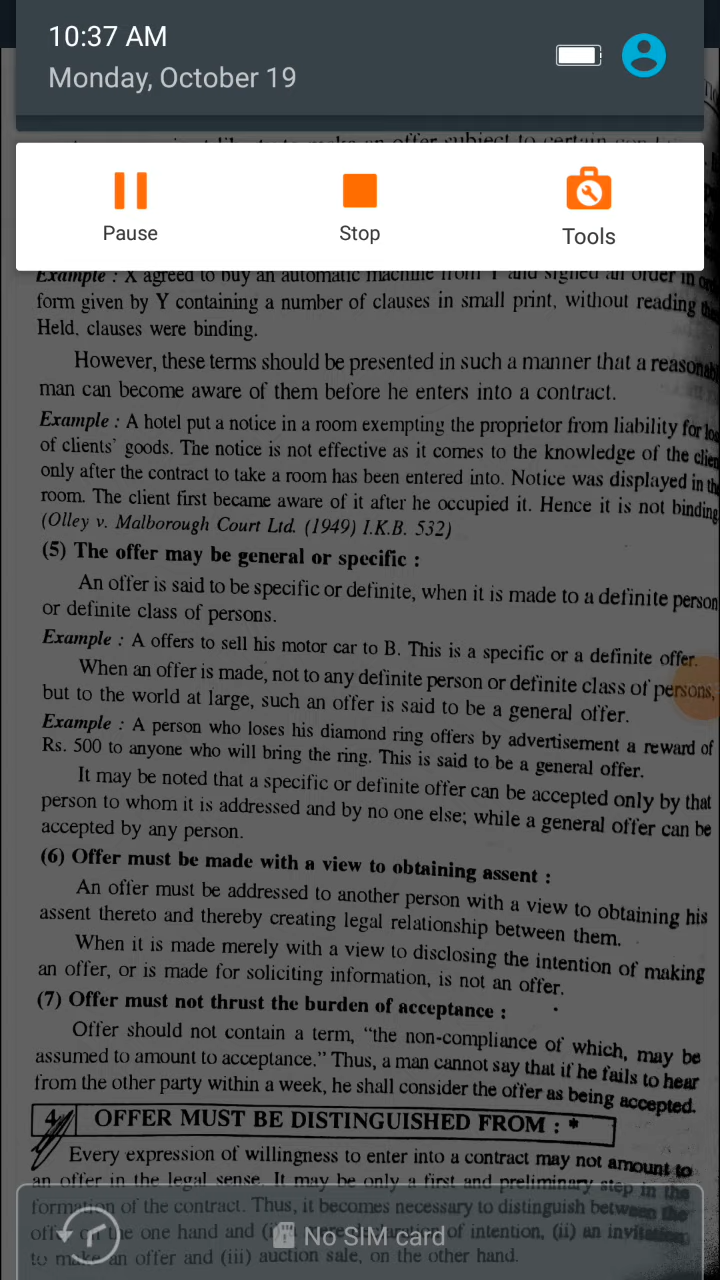 10:37 AM
Monday, October 19
offer subject to certain
Pause
Stop
Tools
Example : X agreed to buy an automatic machine from Y and signed an order in
form given by Y containing a number of clauses in small print, without reading
Held, clauses were binding.
However, these terms should be presented in such a manner that a reasonab
man can become aware of them before he enters into a contract.
Example : A hotel put a notice in a room exempting the proprietor from liability for
of clients' goods. The notice is not effective as it comes to the knowledge of the clien
only after the contract to take a room has been entered into. Notice was displayed in th
room. The client first became aware of it after he occupied it. Hence it is not binding
(Olley v. Malborough Court Ltd. (1949) I.K.B. 532)
(5) The offer may be general or specific :
An offer is said to be specific or definite, when it is made to a definite person
or definite class of persons.
Example : A offers to sell his motor car to B. This is a specific or a definite offer.
When an offer is made, not to any definite person or definite class of persons,
but to the world at large, such an offer is said to be a general offer.
Example : A person who loses his diamond ring offers by advertisement a reward of
Rs. 500 to anyone who will bring the ring. This is said to be a general offer.
It may be noted that a specific or definite offer can be accepted only by that
person to whom it is addressed and by no one else; while a general offer can be
accepted by any person.
(6) Offer must be made with a view to obtaining assent :
An offer must be addressed to another person with a view to obtaining his
assent thereto and thereby creating legal relationship between them.
When it is made merely with a view to disclosing the intention of making
an offer, or is made for soliciting information, is not an offer.
(7) Offer must not thrust the burden of acceptance :
Offer should not contain a term, "the non-compliance of which, may be
assumed to amount to acceptance." Thus, a man cannot say that if he fails to hear
from the other party within a week, he shall consider the offer as being accepted.
4. OFFER MUST BE DISTINGUISHED FROM : *
Every expression of willingness to enter into a contract may not amount to
an offer in the legal sense. It may be only a first and preliminary step in the
formation of the contract. Thus, it becomes necessary to distinguish between the
the one hand and of intention, (ii) an invitation
No SIM card
to make an offer and (iii) auction sale, on the other hand.